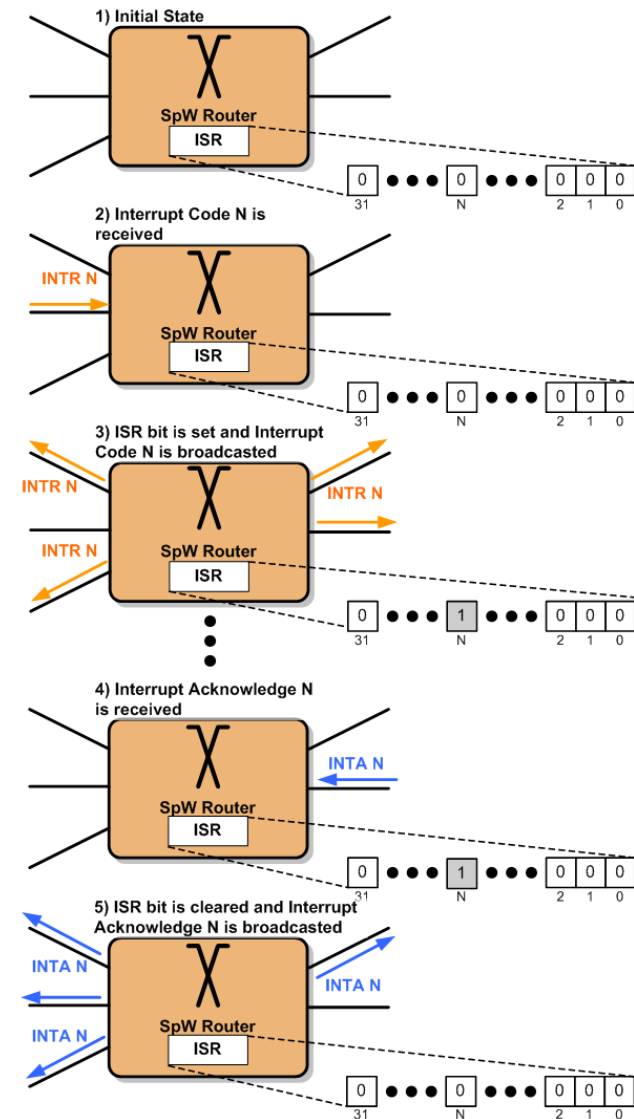 1) Initial State
SpW Router
ISR
0 0 0 0 0
31 N 2 1 0
2) Interrupt Code N is
received
INTR N
SpW Router
ISR
0 0 0 0 0
31 N 2 1 0
3) ISR bit is set and Interrupt
Code N is broadcasted
INTR N
INTR N
INTR N
SpW Router
ISR
0 1 0 0 0
31 N 2 1 0
4) Interrupt Acknowledge N
is received
INTA N
SpW Router
ISR
0 1 0 0 0
31 N 2 1 0
5) ISR bit is cleared and Interrupt
Acknowledge N is broadcasted
INTA N
INTA N
INTA N
SpW Router
ISR
0 0 0 0 0
31 N 2 1 0